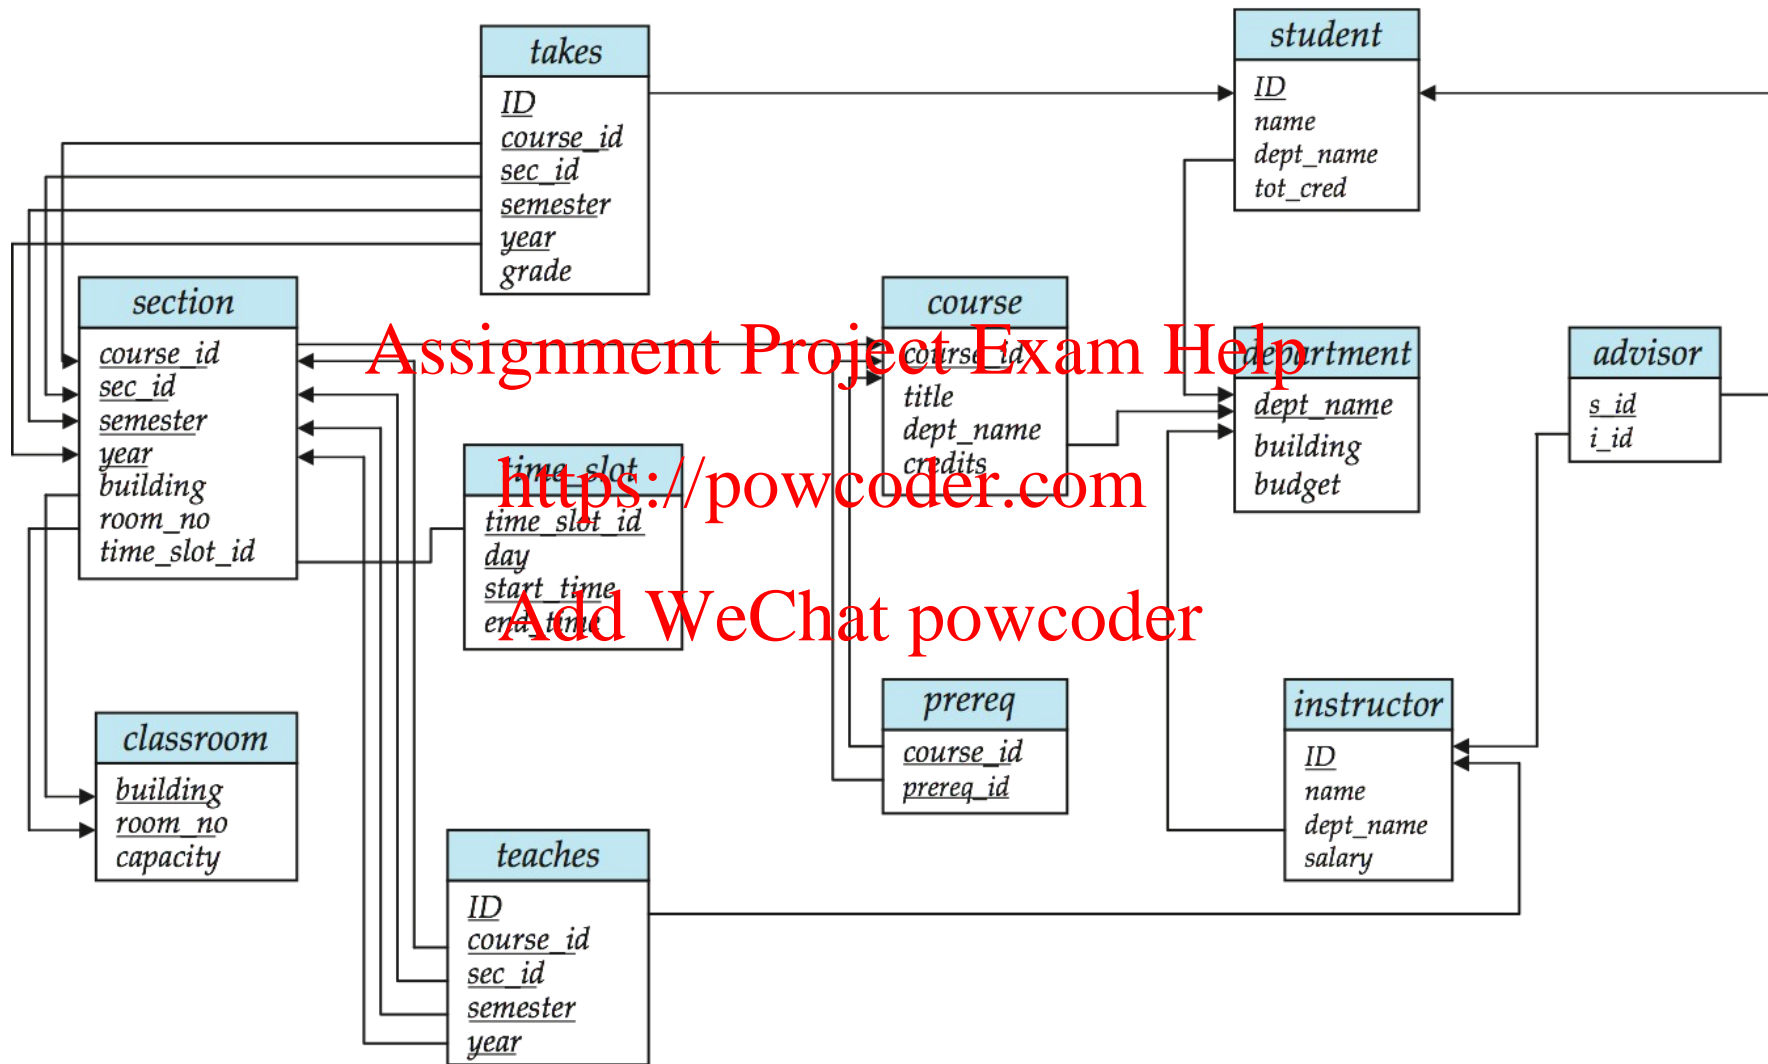 takes
ID
course_id
sec_id
semester
year
grade
student
ID
name
dept_name
tot_cred
section
course_id
sec_id
semester
year
building
room_no
time_slot_id
course
course_id
title
dept_name
credits
department
dept_name
building
budget
advisor
s_id
i_id
time_slot
time_slot_id
day
start_time
end_time
Assignment Project Exam Help
https://powcoder.com
Add WeChat powcoder
prereq
course_id
prereq_id
instructor
ID
name
dept_name
salary
classroom
building
room_no
capacity
teaches
ID
course_id
sec_id
semester
year